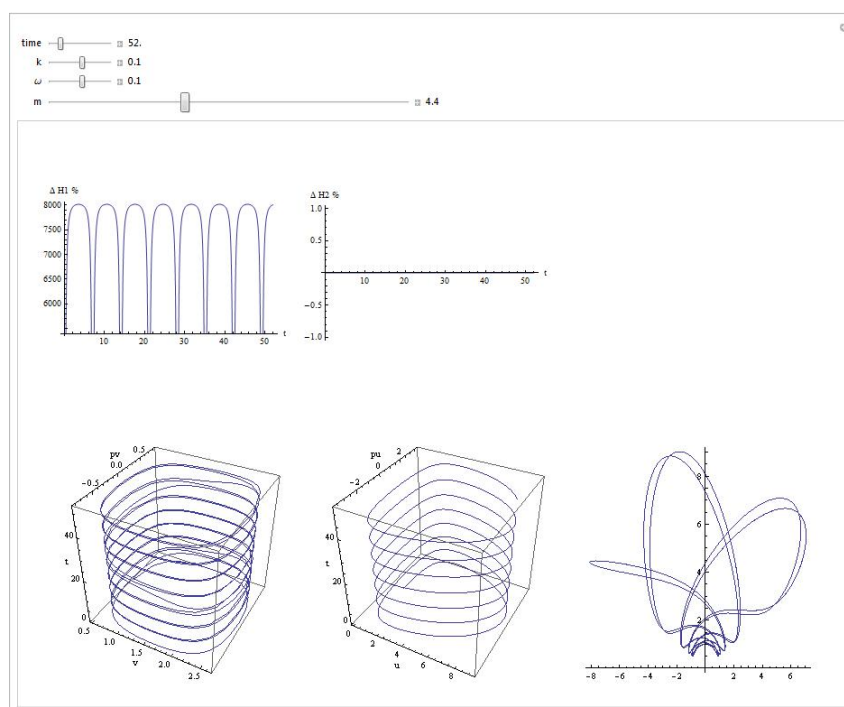 time 52.
k 0.1
ω 0.1
m 4.4
Δ H1 %
8000
7500
7000
6500
6000
10 20 30 40 50 t
Δ H2 %
1.0
0.5
-0.5
-1.0
10 20 30 40 50 t
pv
-0.5 0.0 0.5
t
40
20
0
0.5 1.0 1.5 2.0 2.5
v
pu
-2 0 2
t
40
20
0
0 2 4 6 8
u
8
6
4
2
-8 -6 -4 -2 2 4 6